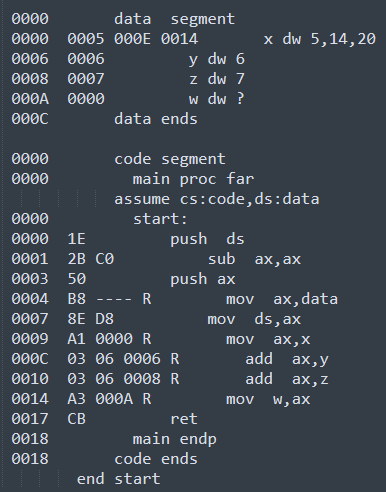 0000 data segment
0000 0005 000E 0014 x dw 5,14,20
0006 0006 y dw 6
0008 0007 z dw 7
000A 0000 w dw ?
000C data ends
0000 code segment
0000 main proc far
assume cs:code,ds:data
0000 start:
0000 1E push ds
0001 2B C0 sub ax,ax
0003 50 push ax
0004 B8 ---- R mov ax,data
0007 8E D8 mov ds,ax
0009 A1 0000 R mov ax,x
000C 03 06 0006 R add ax,y
0010 03 06 0008 R add ax,z
0014 A3 000A R mov w,ax
0017 CB ret
0018 main endp
0018 code ends
end start